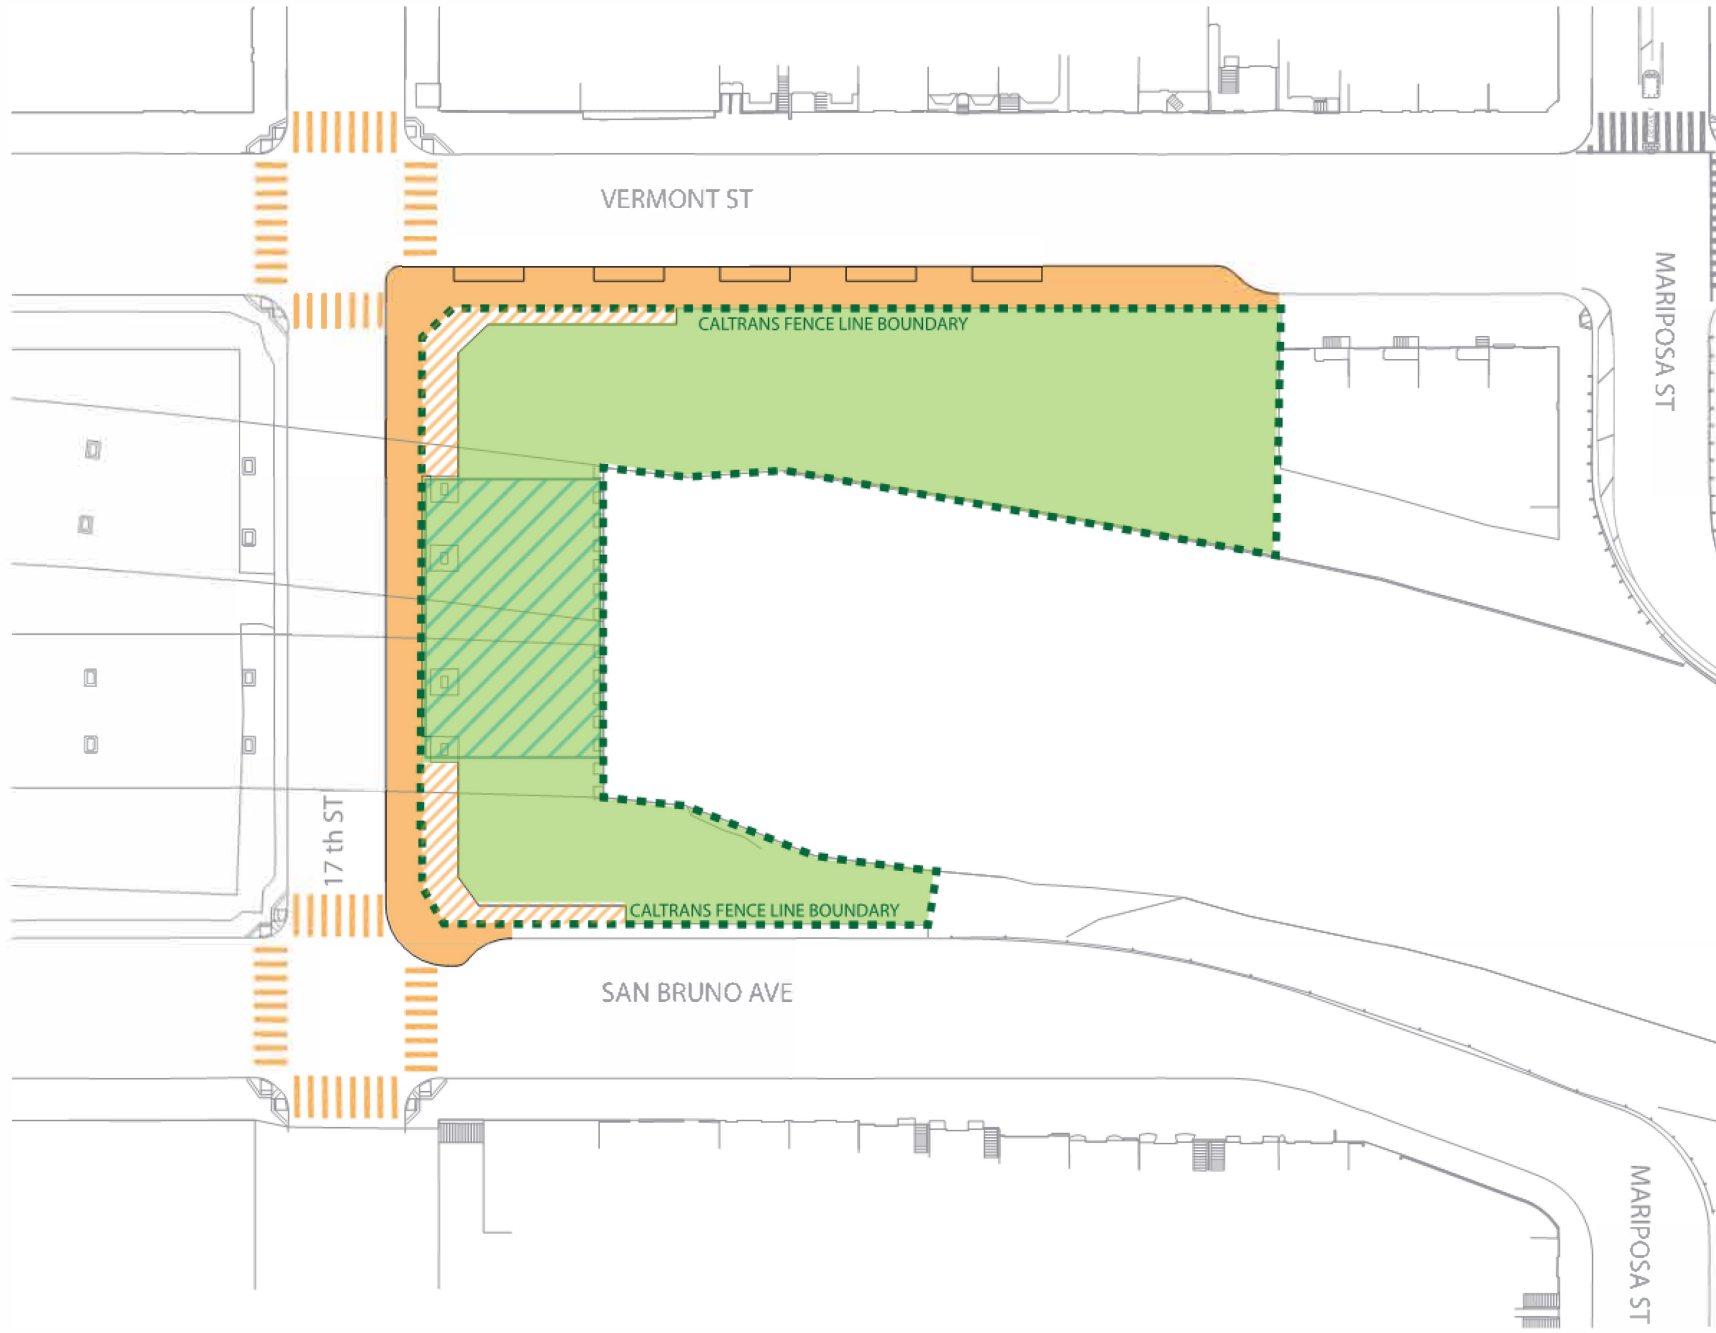 VERMONT ST
MARIPOSA ST
CALTRANS FENCE LINE BOUNDARY
17 th ST
CALTRANS FENCE LINE BOUNDARY
SAN BRUNO AVE
MARIPOSA ST